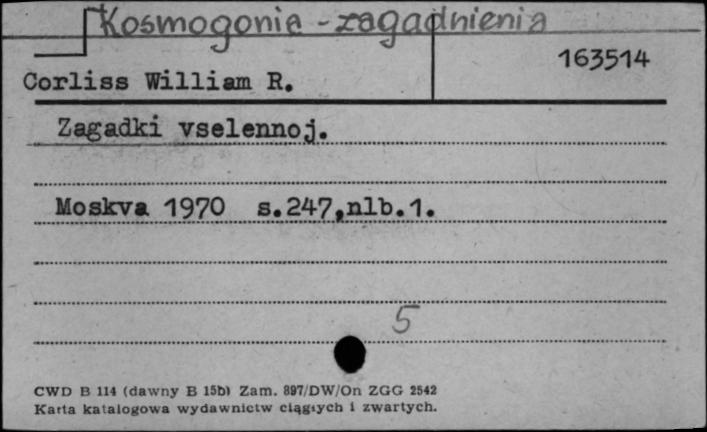 Kosmogonia - zagadnienia
163514
Corliss William R.
Zagadki vselennoj.
Moskva 1970 s.247,nlb.1.
5
CWD B 114 (dawny B 15b) Zam. 897/DW/On ZGG 2542
Karta katalogowa wydawnictw ciągłych i zwartych.